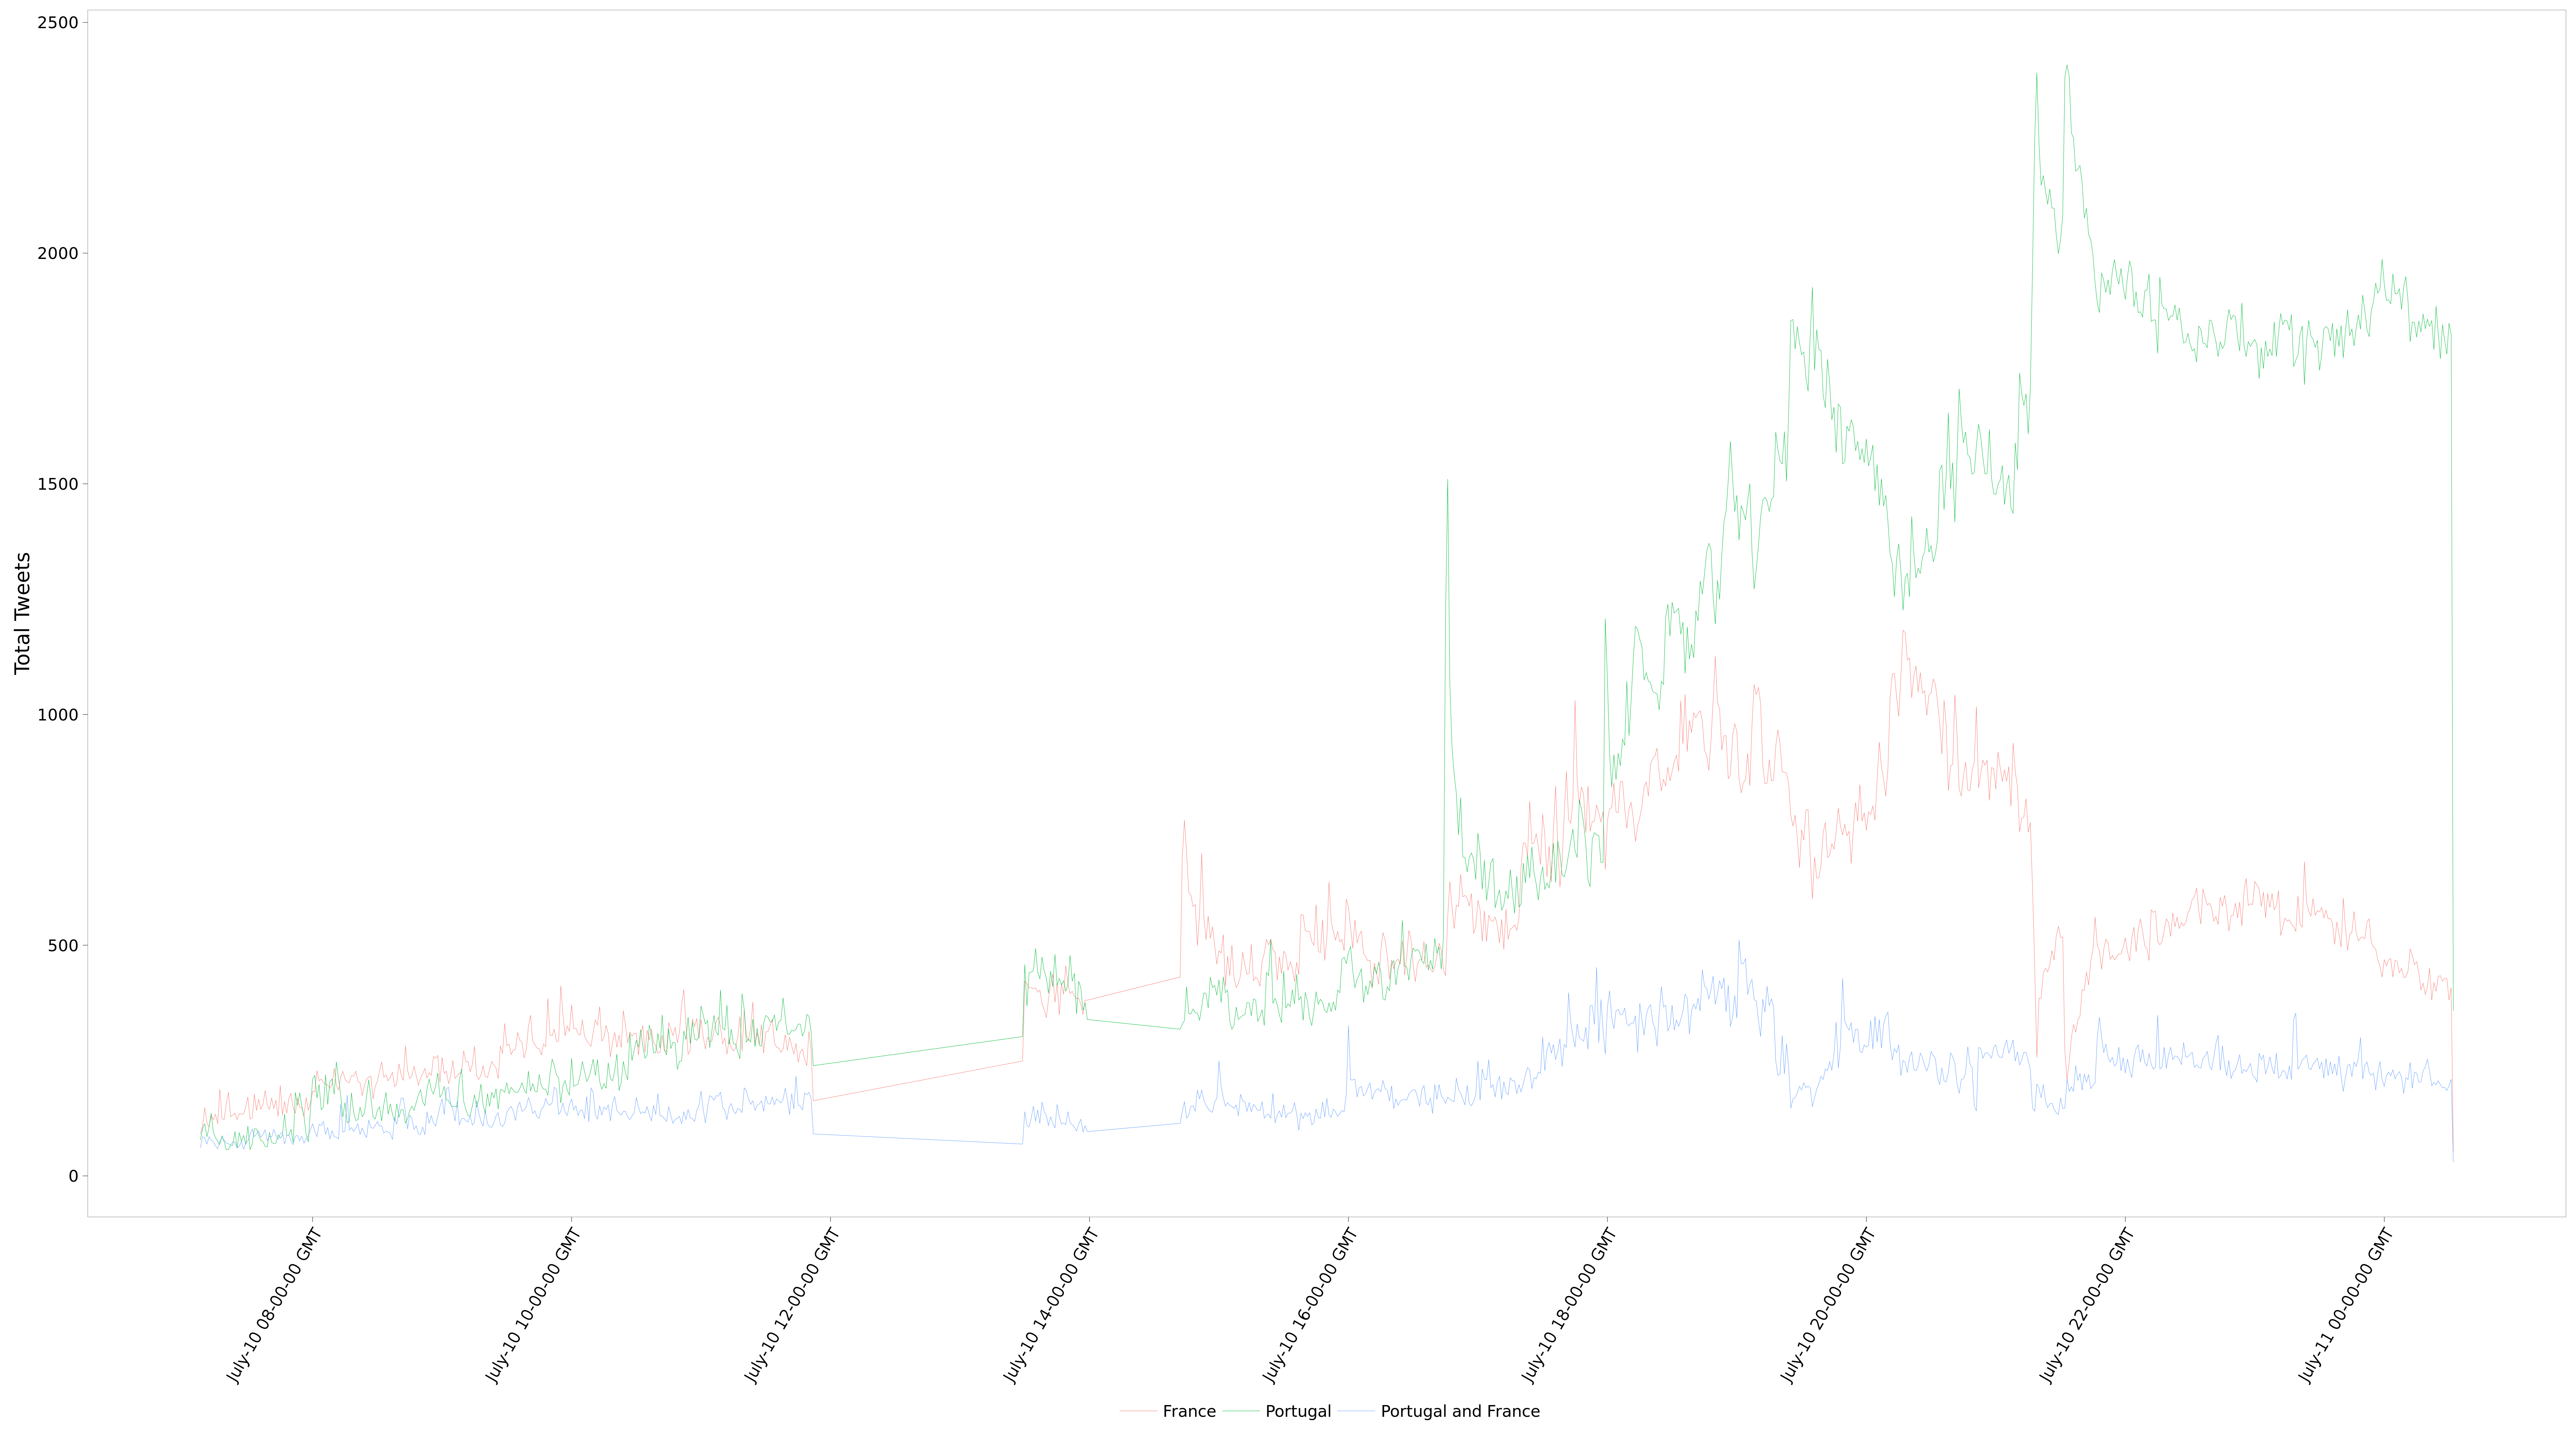 2500
2000
1500
1000
500
0
Total Tweets
July-10 08-00-00 GMT
July-10 10-00-00 GMT
July-10 12-00-00 GMT
July-10 14-00-00 GMT
July-10 16-00-00 GMT
July-10 18-00-00 GMT
July-10 20-00-00 GMT
July-10 22-00-00 GMT
July-11 00-00-00 GMT
France Portugal Portugal and France